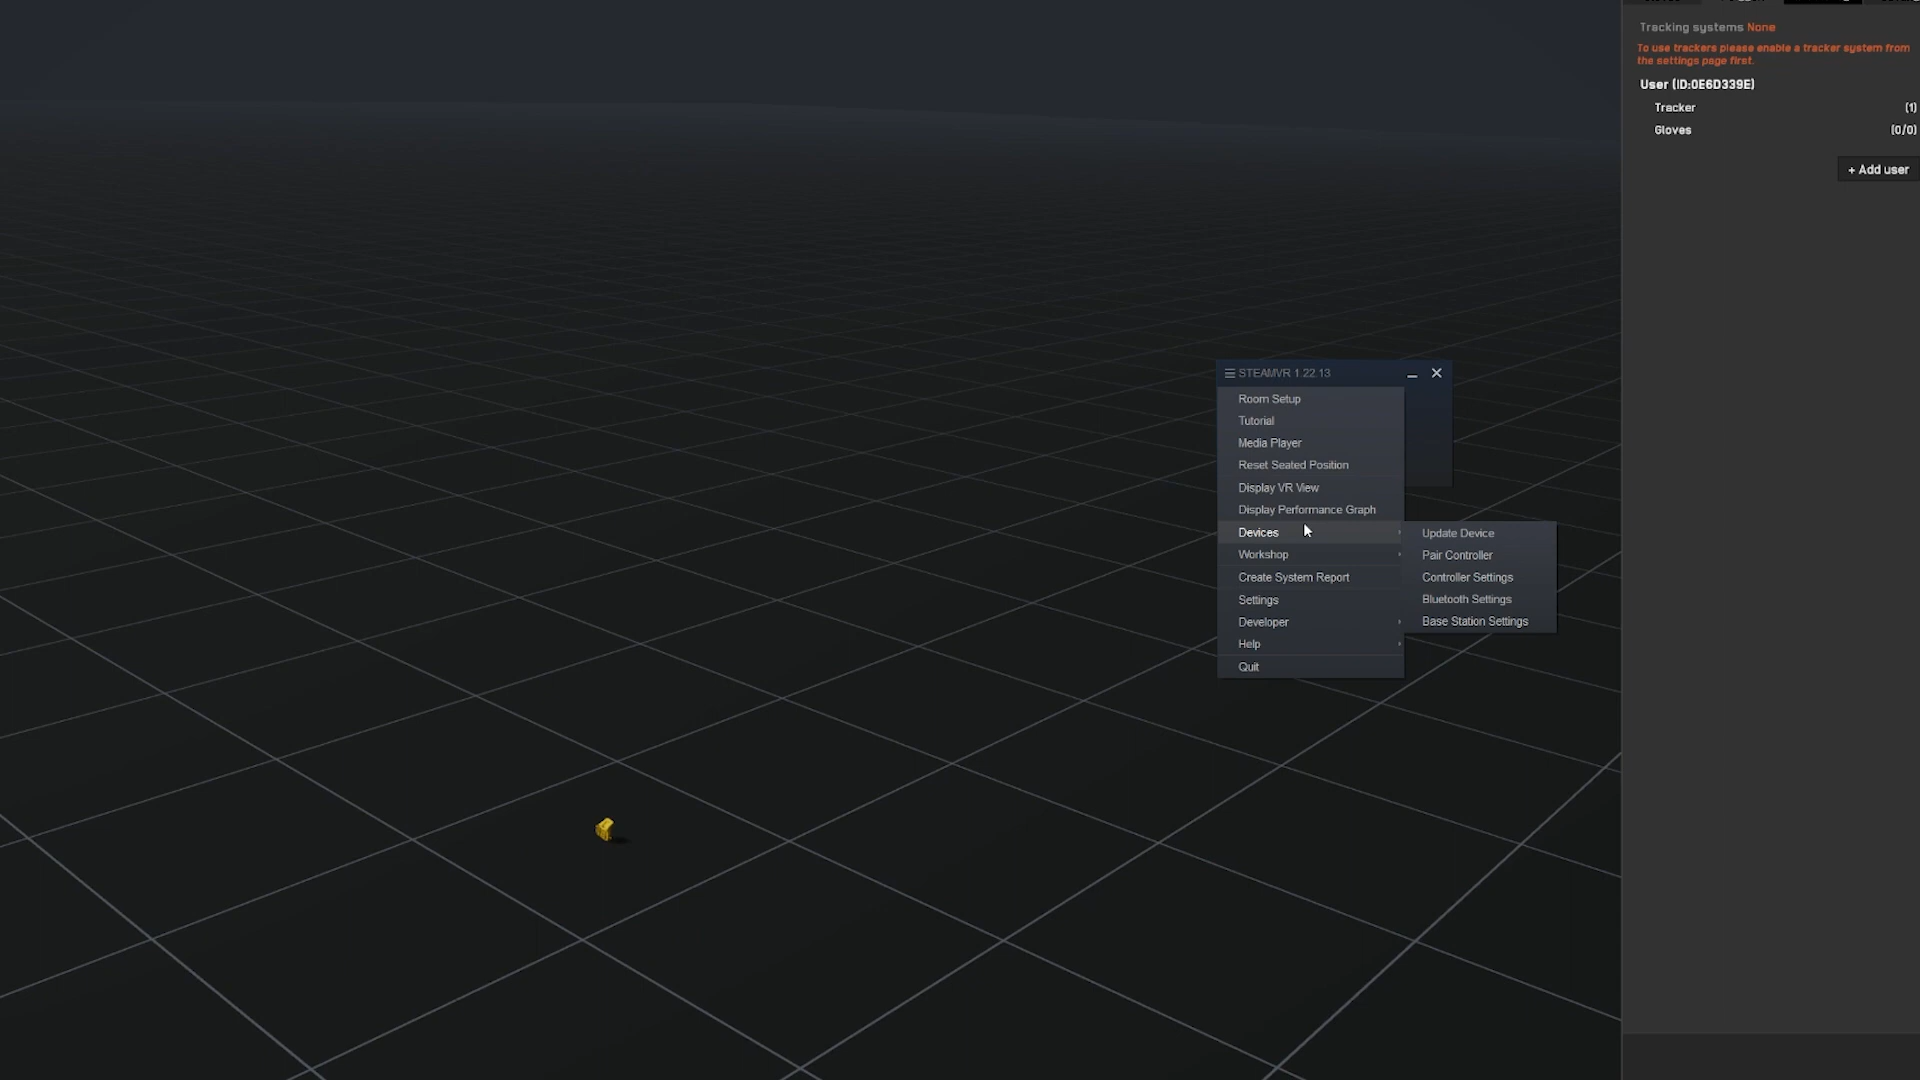 Tracking systems None
To use trackers please enable a tracker system from
the settings page first.
User (ID:0E6D339E)
Tracker (1)
Gloves (0/0)
+ Add user
STEAMVR 1.22.13
Room Setup
Tutorial
Media Player
Reset Seated Position
Display VR View
Display Performance Graph
Devices
Workshop
Create System Report
Settings
Developer
Help
Quit
Update Device
Pair Controller
Controller Settings
Bluetooth Settings
Base Station Settings